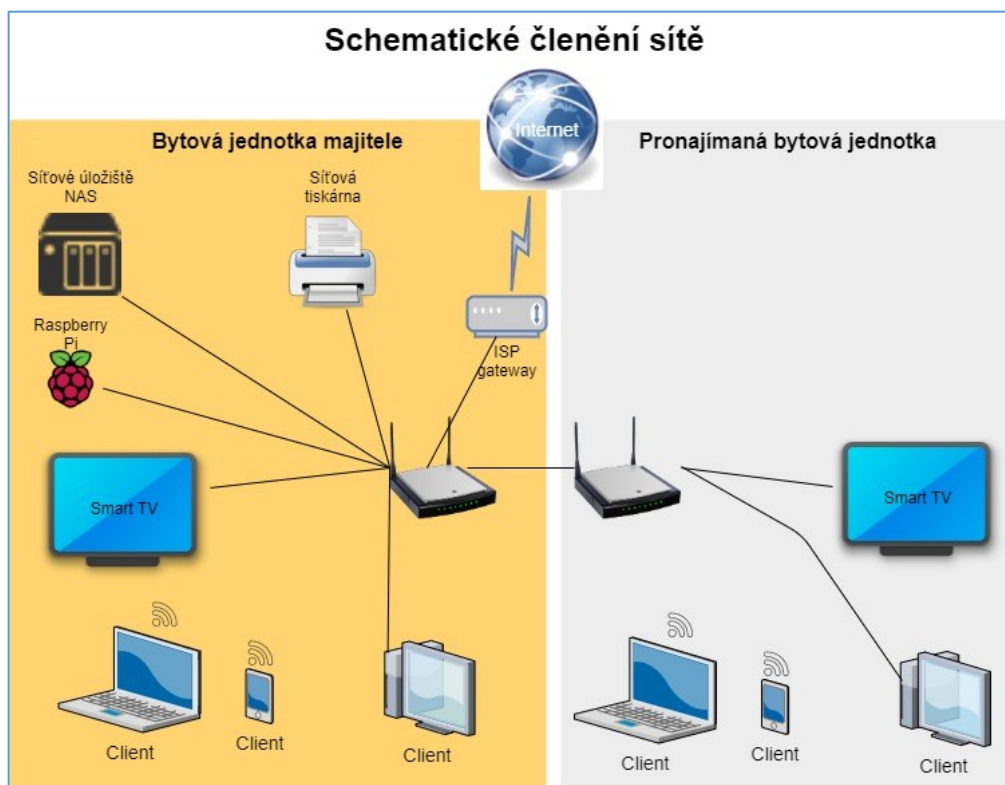 Schematické členění sítě
Internet
Bytová jednotka majitele
Síťové úložiště
NAS
Síťová
tiskárna
Raspberry
Pi
ISP
gateway
Smart TV
Client
Client
Client
Pronajímaná bytová jednotka
Smart TV
Client
Client
Client